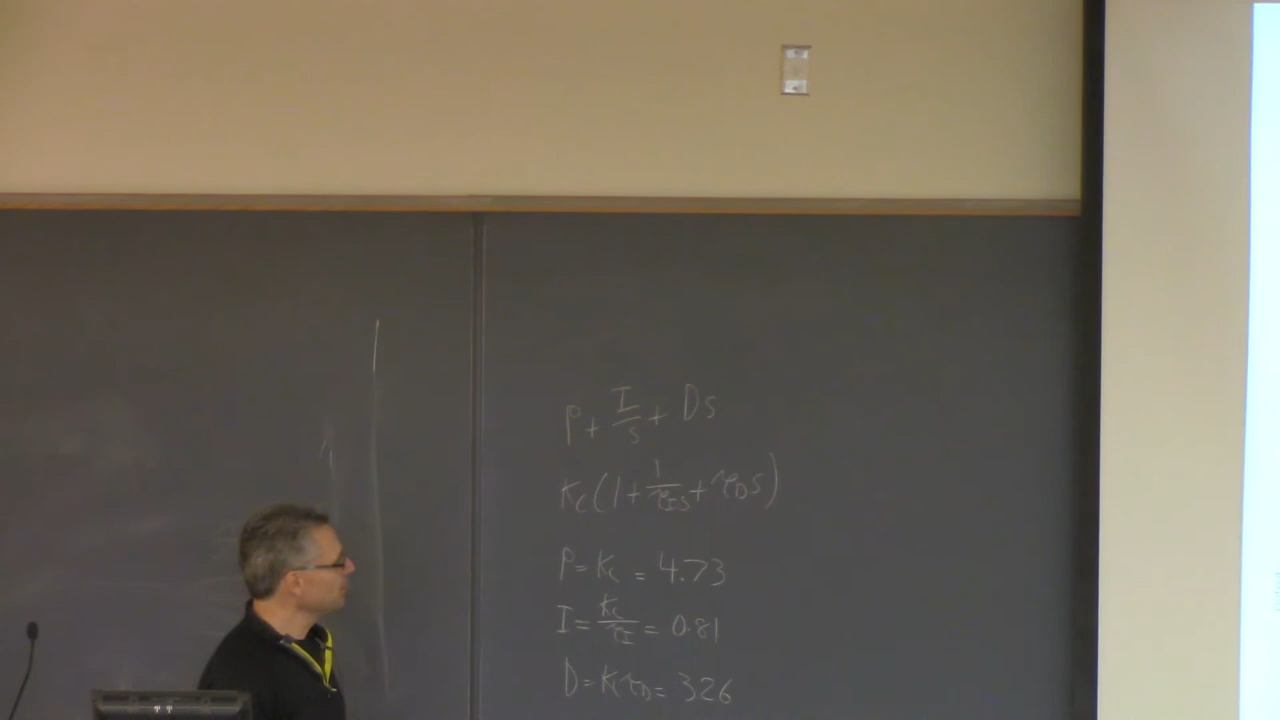 P + I/s + Ds
Kc(1 + 1/τIs + τDs)
P = Kc = 4.73
I = Kc/τI = 0.81
D = KcτD = 326